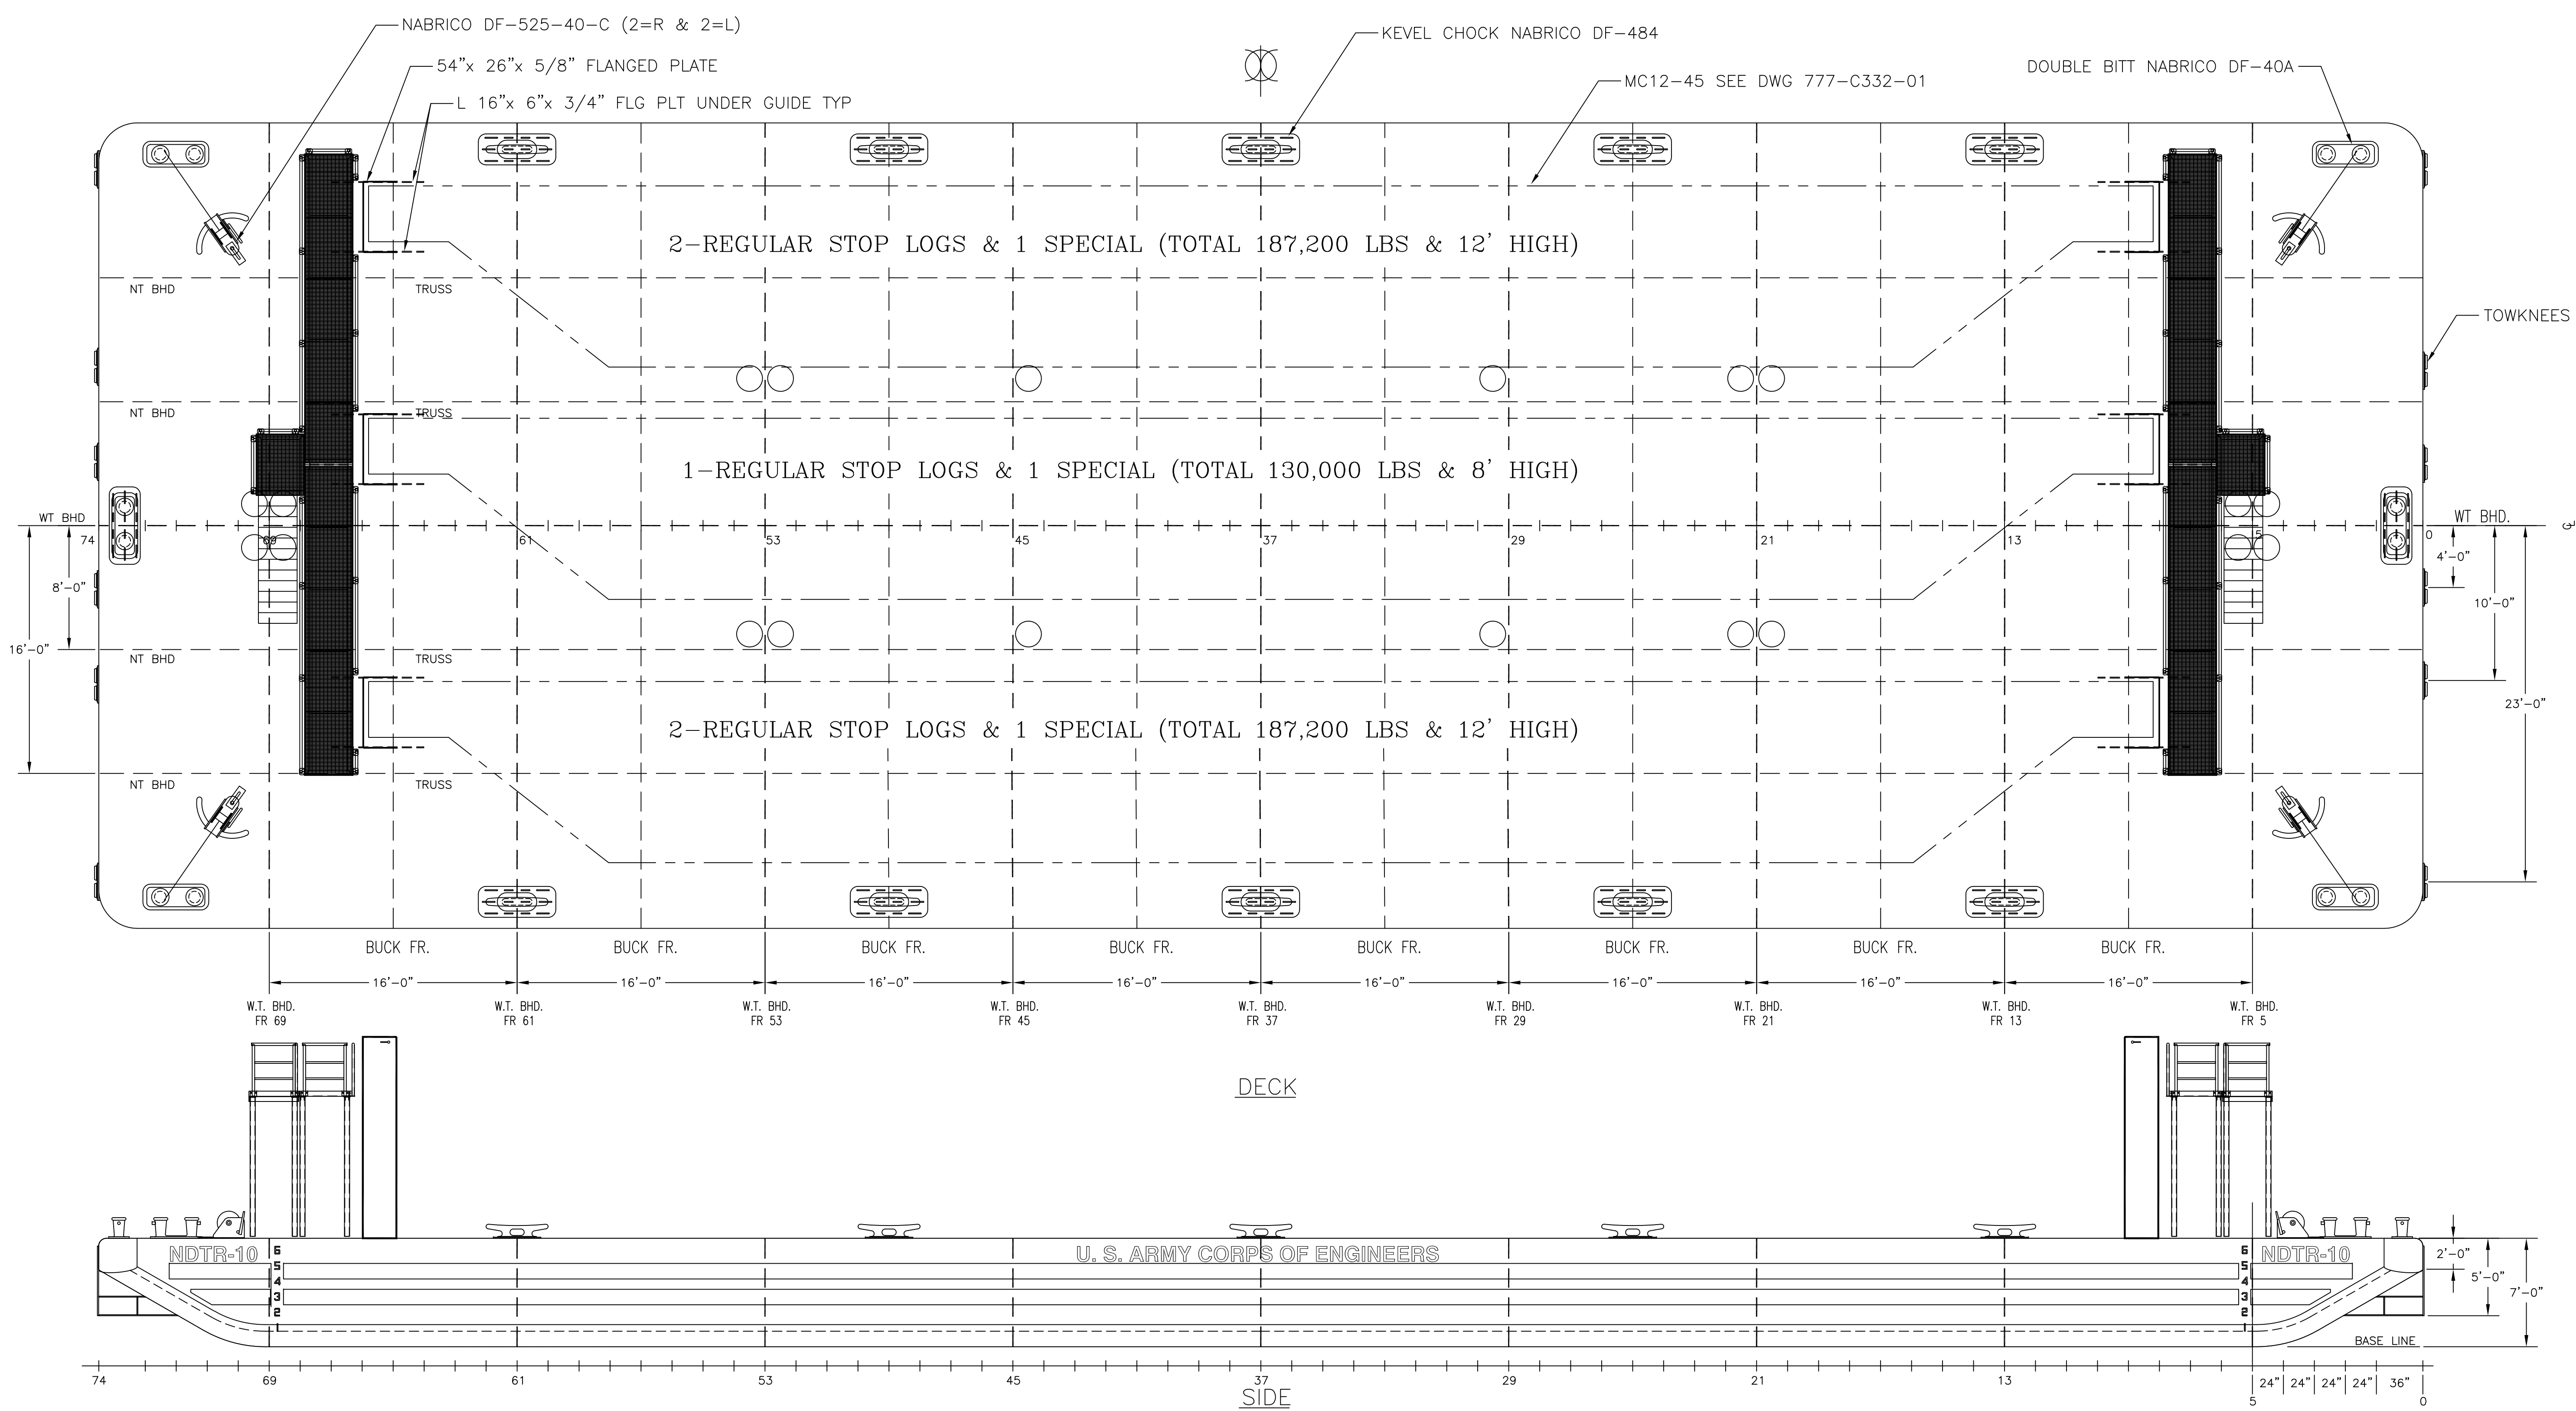 NABRICO DF-525-40-C (2=R & 2=L)
54"x 26"x 5/8" FLANGED PLATE
L 16"x 6"x 3/4" FLG PLT UNDER GUIDE TYP
KEVEL CHOCK NABRICO DF-484
MC12-45 SEE DWG 777-C332-01
DOUBLE BITT NABRICO DF-40A
2-REGULAR STOP LOGS & 1 SPECIAL (TOTAL 187,200 LBS & 12' HIGH)
NT BHD TRUSS
TOWKNEES
NT BHD TRUSS
1-REGULAR STOP LOGS & 1 SPECIAL (TOTAL 130,000 LBS & 8' HIGH)
WT BHD WT BHD. ℄
74 69 61 53 45 37 29 21 13 5 0
4'-0"
8'-0"
10'-0"
16'-0"
NT BHD TRUSS
23'-0"
2-REGULAR STOP LOGS & 1 SPECIAL (TOTAL 187,200 LBS & 12' HIGH)
NT BHD TRUSS
BUCK FR. BUCK FR. BUCK FR. BUCK FR. BUCK FR. BUCK FR. BUCK FR. BUCK FR.
16'-0" 16'-0" 16'-0" 16'-0" 16'-0" 16'-0" 16'-0" 16'-0"
W.T. BHD. W.T. BHD. W.T. BHD. W.T. BHD. W.T. BHD. W.T. BHD. W.T. BHD. W.T. BHD. W.T. BHD.
FR 69 FR 61 FR 53 FR 45 FR 37 FR 29 FR 21 FR 13 FR 5
DECK
NDTR-10 6 U. S. ARMY CORPS OF ENGINEERS 6 NDTR-10
2'-0"
5 5
5'-0"
4 4
7'-0"
3 3
2 2
1 1
BASE LINE
74 69 61 53 45 37 29 21 13 24" 24" 24" 24" 36"
SIDE
5 0